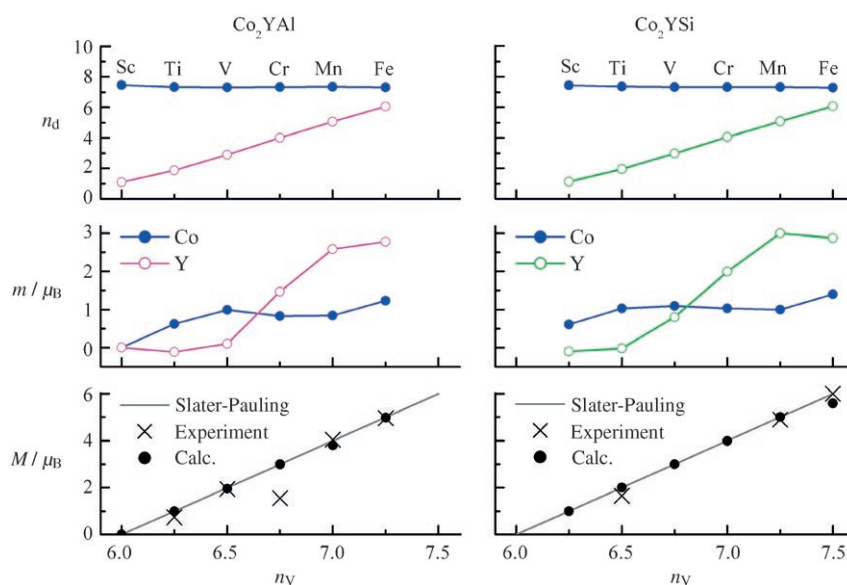 Co2YAl
Co2YSi
Sc Ti V Cr Mn Fe
Sc Ti V Cr Mn Fe
nd
10
8
6
4
2
0
Co
Y
Co
Y
m / μB
3
2
1
0
Slater-Pauling
Experiment
Calc.
Slater-Pauling
Experiment
Calc.
M / μB
6
4
2
0
6.0 6.5 7.0 7.5
6.0 6.5 7.0 7.5
nV
nV